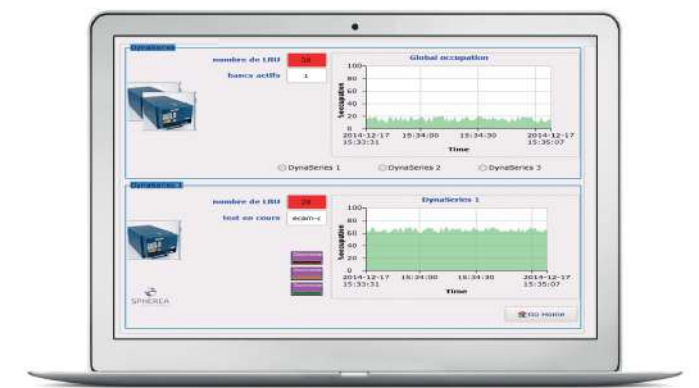 DynaSeries
nombre de LRU
bancs actifs
1
Global occupation
100
80
60
40
20
0
%occupation
2014-12-17
15:33:31
15:34:00
15:34:30
2014-12-17
15:35:07
Time
DynaSeries 1
DynaSeries 2
DynaSeries 3
DynaSeries 1
nombre de LRU
test en cours
ecam-c
DynaSeries 1
100
80
60
40
20
0
%occupation
2014-12-17
15:33:31
15:34:00
15:34:30
2014-12-17
15:35:07
Time
SPHEREA
Go Home